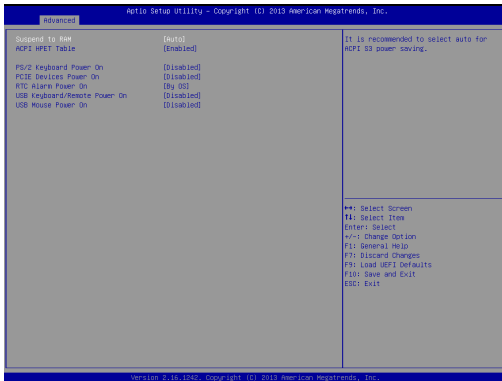 Aptio Setup Utility - Copyright (C) 2013 American Megatrends, Inc.
Advanced
Suspend to RAM [Auto]
ACPI HPET Table [Enabled]
PS/2 Keyboard Power On [Disabled]
PCIE Devices Power On [Disabled]
RTC Alarm Power On [By OS]
USB Keyboard/Remote Power On [Disabled]
USB Mouse Power On [Disabled]
It is recommended to select auto for
ACPI S3 power saving.
↔: Select Screen
↑↓: Select Item
Enter: Select
+/-: Change Option
F1: General Help
F7: Discard Changes
F9: Load UEFI Defaults
F10: Save and Exit
ESC: Exit
Version 2.16.1242. Copyright (C) 2013 American Megatrends, Inc.